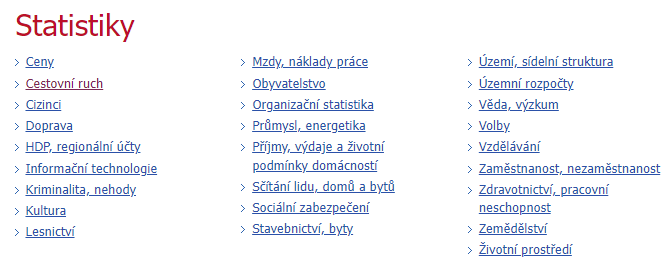 Statistiky
Ceny
Cestovní ruch
Cizinci
Doprava
HDP, regionální účty
Informační technologie
Kriminalita, nehody
Kultura
Lesnictví
Mzdy, náklady práce
Obyvatelstvo
Organizační statistika
Průmysl, energetika
Příjmy, výdaje a životní
podmínky domácností
Sčítání lidu, domů a bytů
Sociální zabezpečení
Stavebnictví, byty
Území, sídelní struktura
Územní rozpočty
Věda, výzkum
Volby
Vzdělávání
Zaměstnanost, nezaměstnanost
Zdravotnictví, pracovní
neschopnost
Zemědělství
Životní prostředí